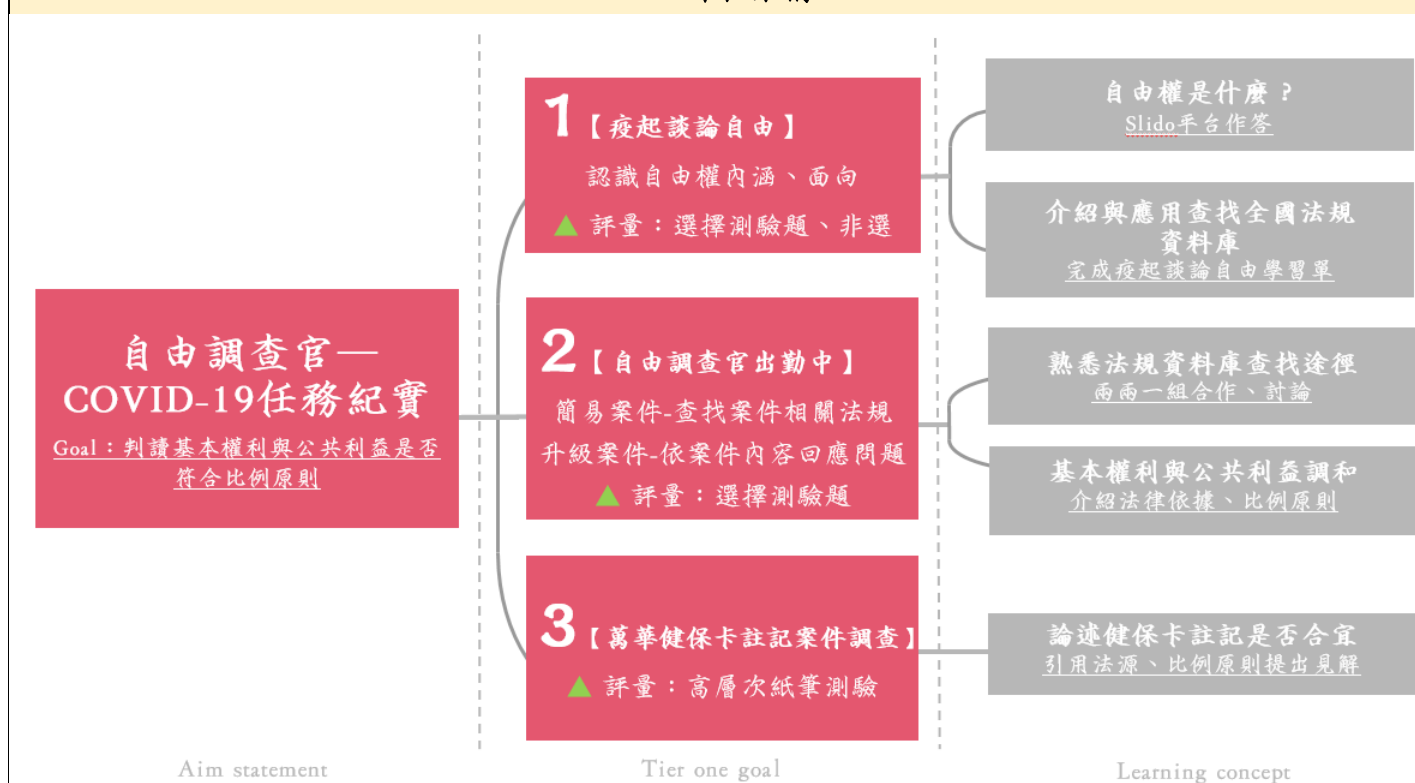 自由調查官—
COVID-19任務紀實
Goal：判讀基本權利與公共利益是否
符合比例原則
1【疫起談論自由】
認識自由權內涵、面向
▲ 評量：選擇測驗題、非選
2【自由調查官出勤中】
簡易案件-查找案件相關法規
升級案件-依案件內容回應問題
▲ 評量：選擇測驗題
3【萬華健保卡註記案件調查】
▲ 評量：高層次紙筆測驗
自由權是什麼？
Slido平台作答
介紹與應用查找全國法規
資料庫
完成疫起談論自由學習單
熟悉法規資料庫查找途徑
兩兩一組合作、討論
基本權利與公共利益調和
介紹法律依據、比例原則
論述健保卡註記是否合宜
引用法源、比例原則提出見解
Aim statement
Tier one goal
Learning concept